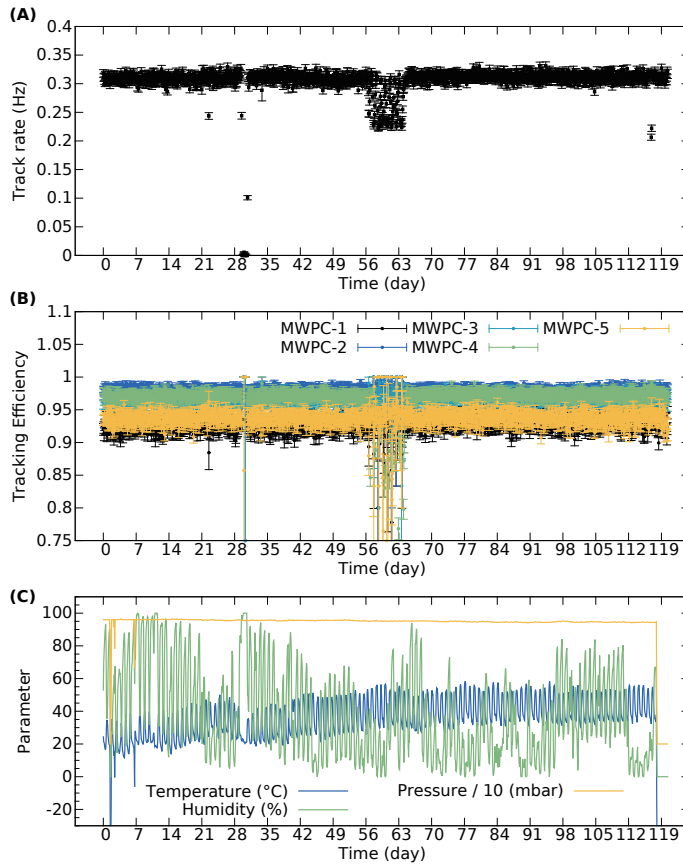 (A)
0.4
0.35
0.3
0.25
0.2
0.15
0.1
0.05
0
Track rate (Hz)
0 7 14 21 28 35 42 49 56 63 70 77 84 91 98 105 112 119
Time (day)
(B)
1.1
1.05
1
0.95
0.9
0.85
0.8
0.75
Tracking Efficiency
MWPC-1 MWPC-3 MWPC-5
MWPC-2 MWPC-4
0 7 14 21 28 35 42 49 56 63 70 77 84 91 98 105 112 119
Time (day)
(C)
100
80
60
40
20
0
-20
Parameter
Temperature (°C) Pressure / 10 (mbar)
Humidity (%)
0 7 14 21 28 35 42 49 56 63 70 77 84 91 98 105 112 119
Time (day)